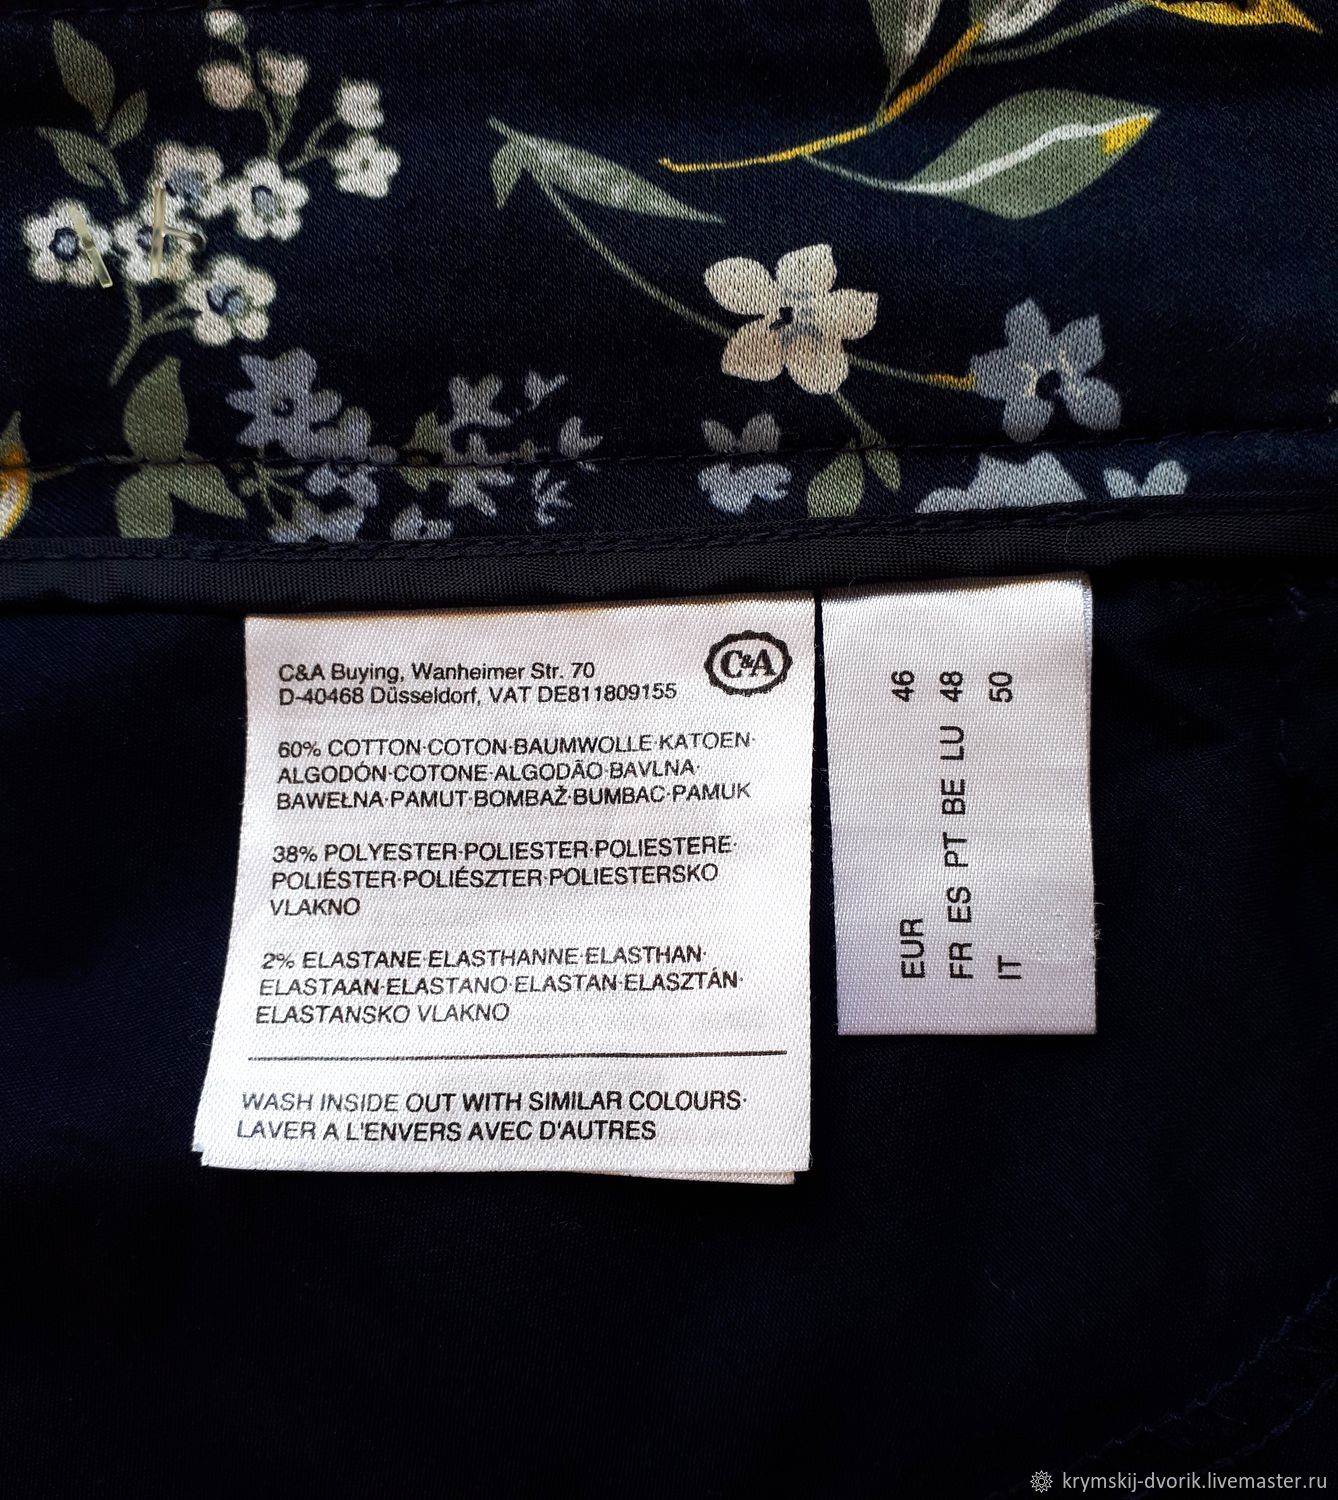 C&A Buying, Wanheimer Str. 70
D-40468 Düsseldorf, VAT DE811809155
C&A
60% COTTON·COTON·BAUMWOLLE·KATOEN·
ALGODÓN·COTONE·ALGODÃO·BAVLNA·
BAWEŁNA·PAMUT·BOMBAŽ·BUMBAC·PAMUK
38% POLYESTER·POLIESTER·POLIESTERE·
POLIÉSTER·POLIÉSZTER·POLIESTERSKO
VLAKNO
2% ELASTANE·ELASTHANNE·ELASTHAN·
ELASTAAN·ELASTANO·ELASTAN·ELASZTÁN·
ELASTANSKO VLAKNO
WASH INSIDE OUT WITH SIMILAR COLOURS·
LAVER A L'ENVERS AVEC D'AUTRES
EUR 46
FR ES PT BE LU 48
IT 50
krymskij-dvorik.livemaster.ru